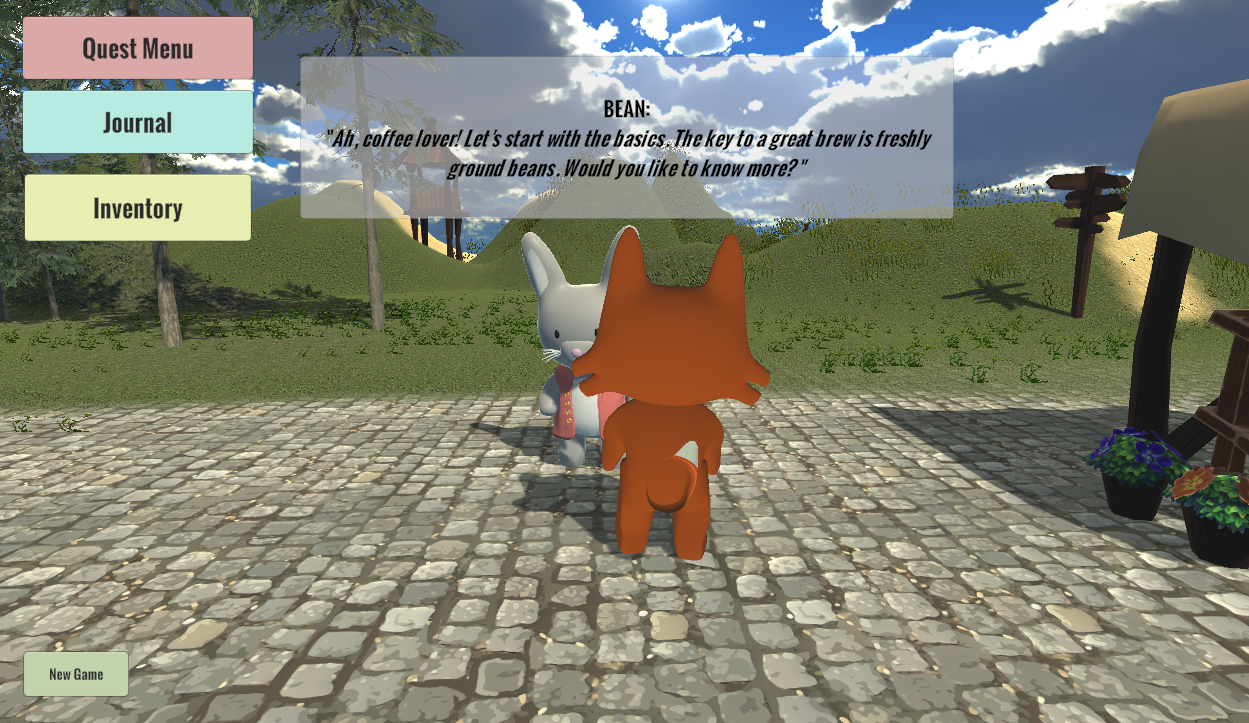 Quest Menu
Journal
Inventory
BEAN:
"Ah, coffee lover! Let's start with the basics. The key to a great brew is freshly
ground beans. Would you like to know more?"
New Game